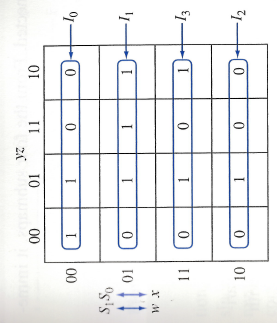 yz
00 01 11 10
00 1 1 0 0 I₀
S₁S₀
01 0 1 1 1 I₁
w x
11 0 1 0 1 I₃
10 0 1 0 0 I₂